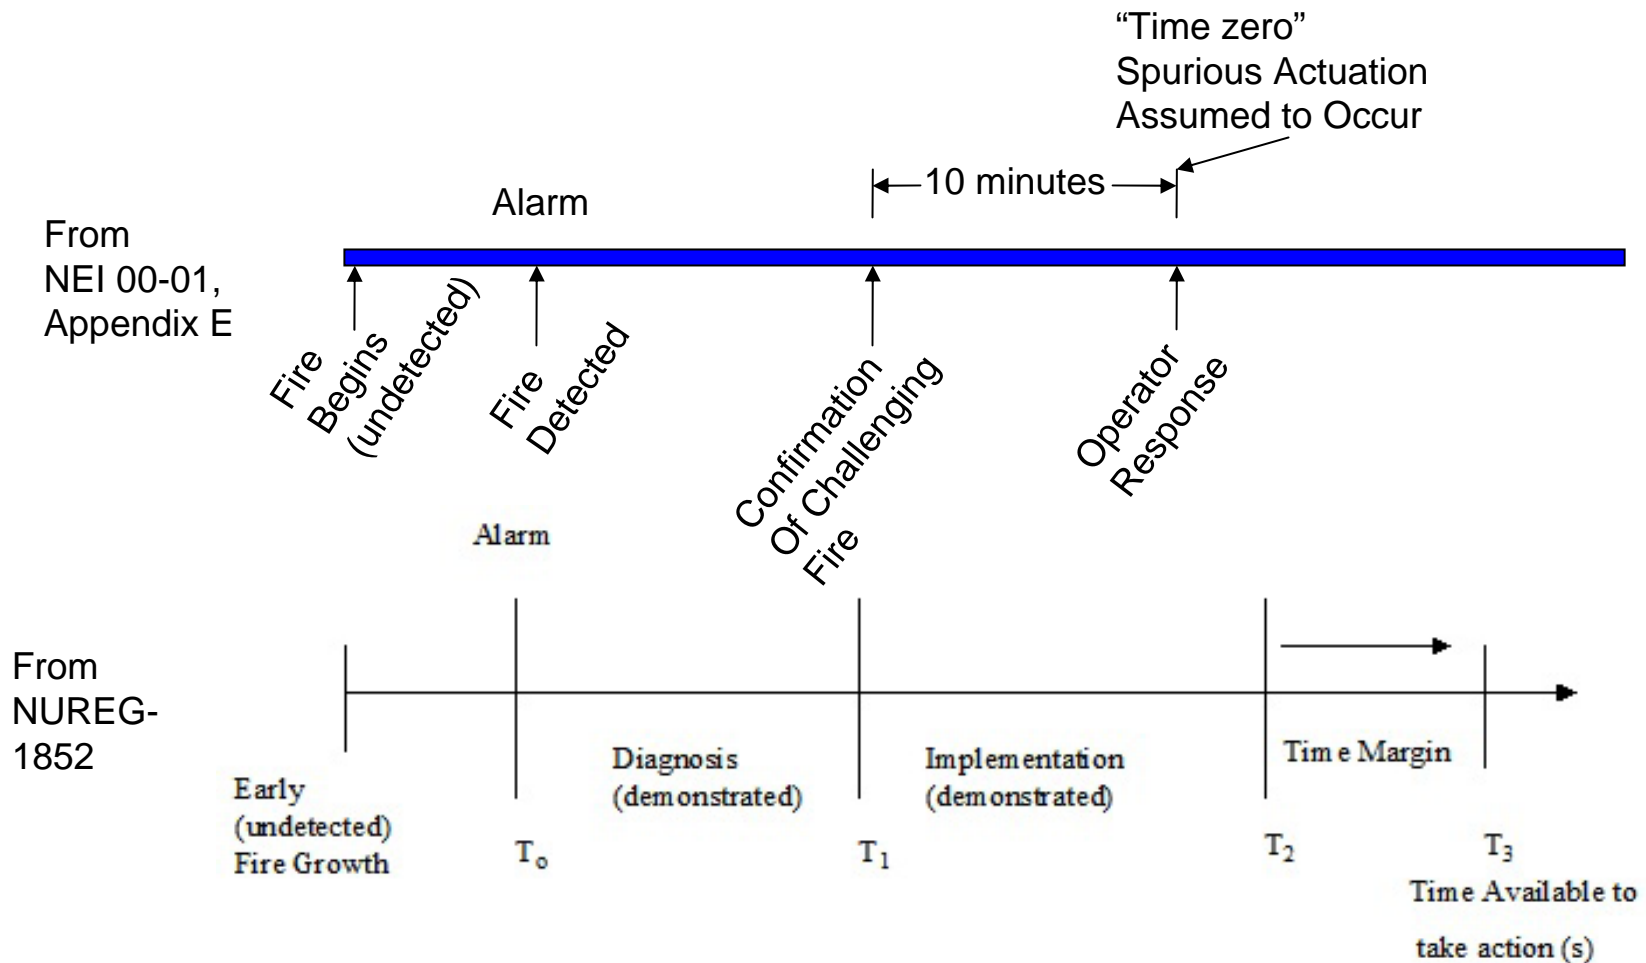 “Time zero”
Spurious Actuation
Assumed to Occur
10 minutes
Alarm
From
NEI 00-01,
Appendix E
Fire
Begins
(undetected)
Fire
Detected
Confirmation
Of Challenging
Fire
Operator
Response
Alarm
From
NUREG-
1852
Early
(undetected)
Fire Growth
Diagnosis
(demonstrated)
Implementation
(demonstrated)
Time Margin
To
T1
T2
T3
Time Available to
take action (s)